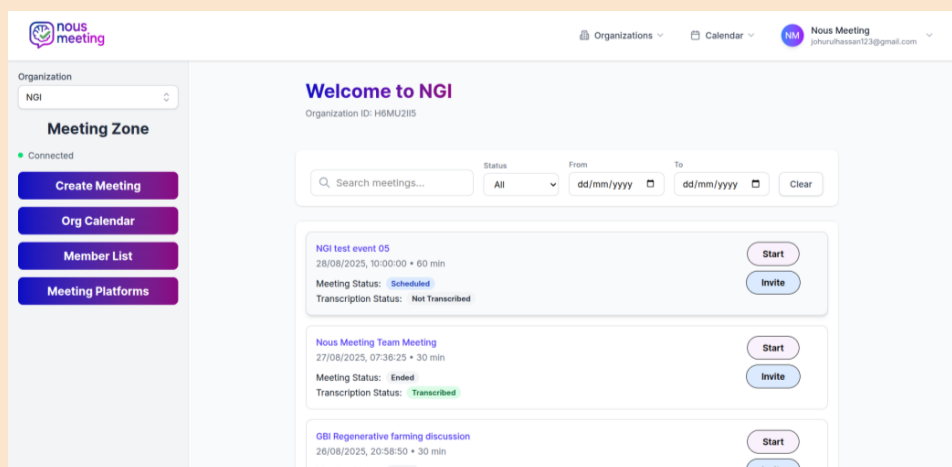 nous
meeting
Organizations
Calendar
NM
Nous Meeting
johurulhassan123@gmail.com
Organization
NGI
Meeting Zone
Connected
Create Meeting
Org Calendar
Member List
Meeting Platforms
Welcome to NGI
Organization ID: H6MU2II5
Search meetings...
Status
All
From
dd/mm/yyyy
To
dd/mm/yyyy
Clear
NGI test event 05
28/08/2025, 10:00:00 • 60 min
Meeting Status: Scheduled
Transcription Status: Not Transcribed
Start
Invite
Nous Meeting Team Meeting
27/08/2025, 07:36:25 • 30 min
Meeting Status: Ended
Transcription Status: Transcribed
Start
Invite
GBI Regenerative farming discussion
26/08/2025, 20:58:50 • 30 min
Start